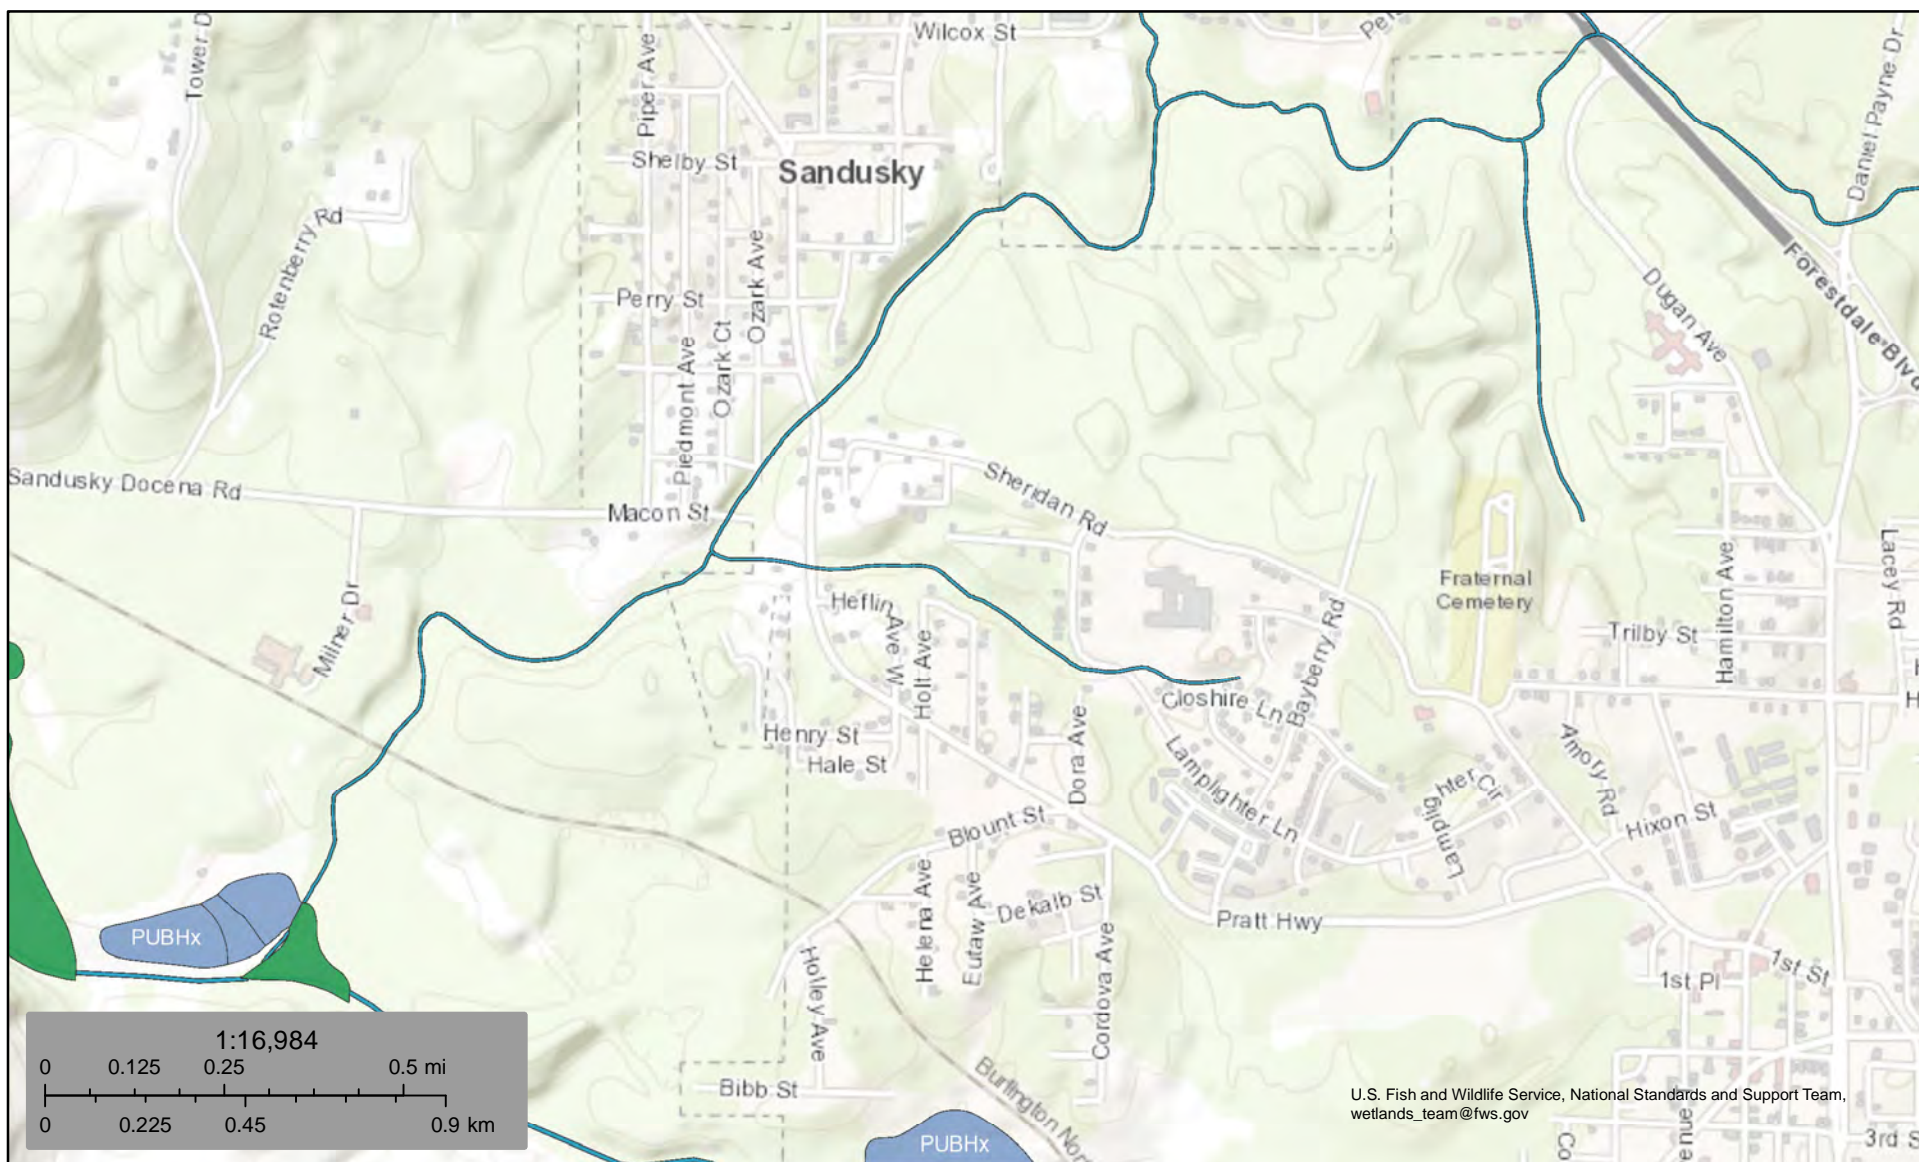 Wilcox St
Tower D
Piper Ave
Daniel Payne Dr
Shelby St
Sandusky
Rotenberry Rd
Ozark Ave
Forestdale Blvd
Dugan Ave
Perry St
Ozark Ct
Piedmont Ave
Sandusky Docena Rd
Macon St
Sheridan Rd
Lacey Rd
Hamilton Ave
Fraternal
Cemetery
Milner Dr
Heflin
Ave W
Holt Ave
Bayberry Rd
Trilby St
Closhire Ln
Henry St
Hale St
Dora Ave
Lamplighter Ln
Amory Rd
Lamplig
hter Cir
Hixon St
Blount St
Helena Ave
Eutaw Ave
Dekalb St
Pratt Hwy
PUBHx
Holley Ave
Cordova Ave
1st Pl
1st St
1:16,984
0 0.125 0.25 0.5 mi
0 0.225 0.45 0.9 km
Bibb St
Burlington Nor
PUBHx
U.S. Fish and Wildlife Service, National Standards and Support Team,
wetlands_team@fws.gov
3rd S